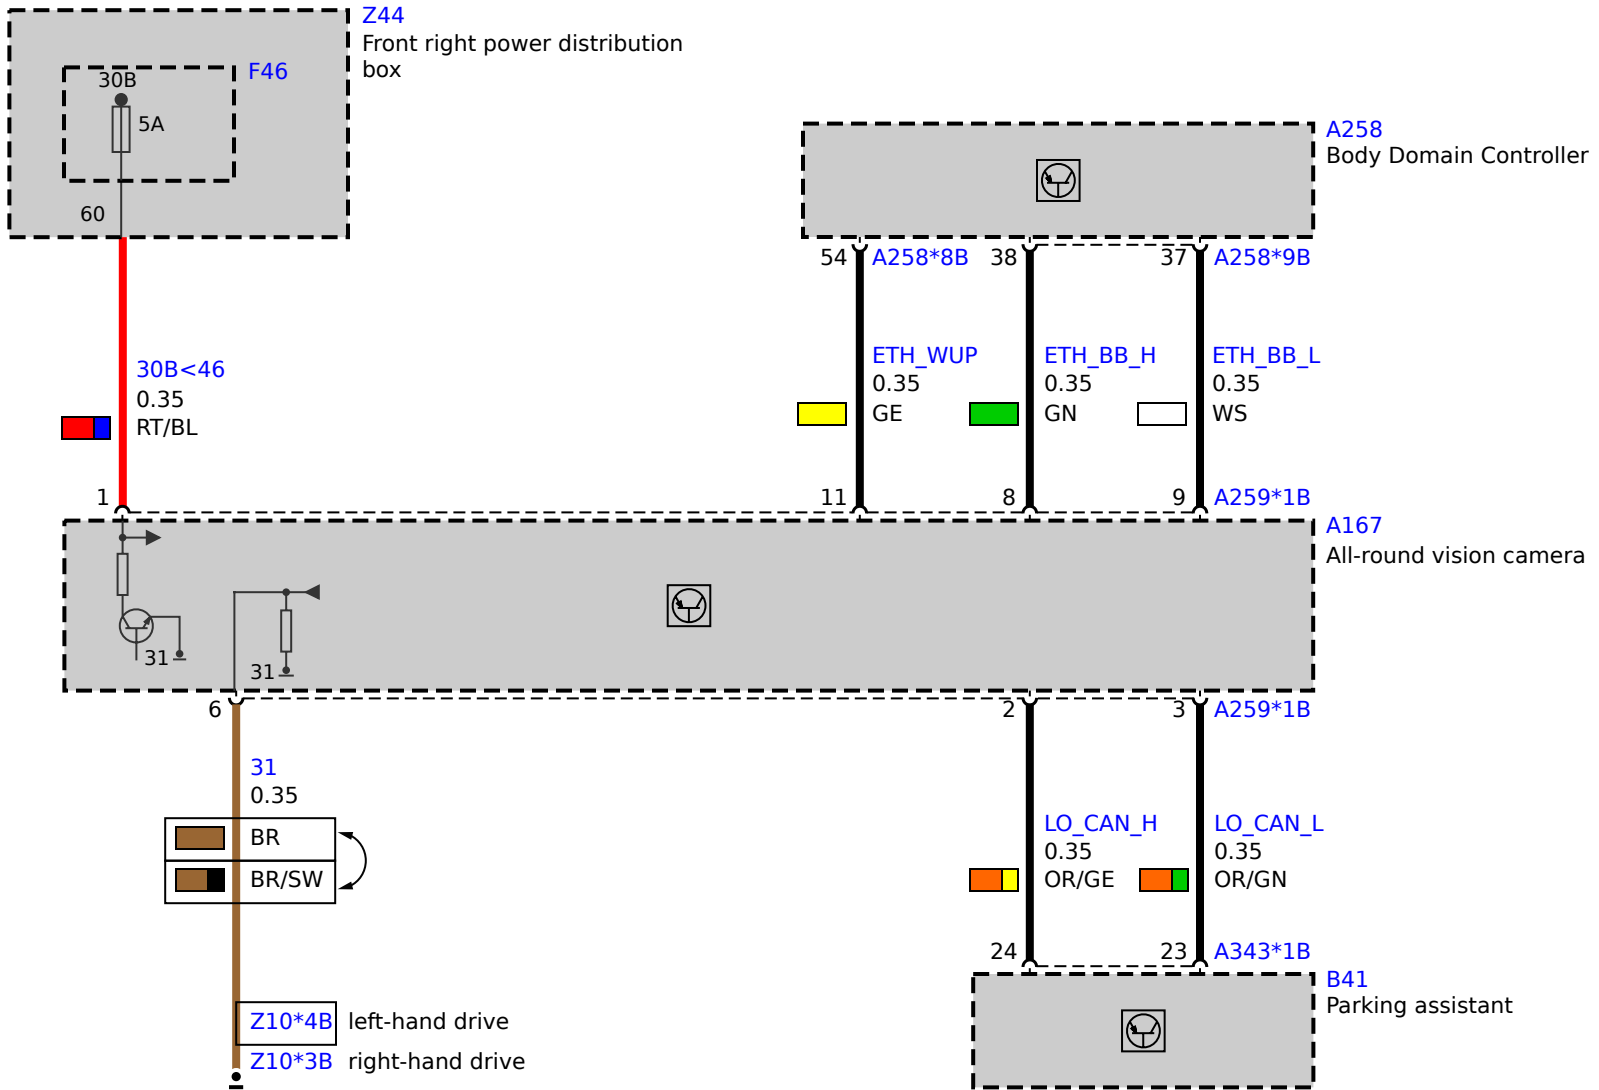 Z44
Front right power distribution
box
F46
30B
5A
60
A258
Body Domain Controller
54
A258*8B
38
37
A258*9B
30B<46
0.35
RT/BL
ETH_WUP
0.35
GE
ETH_BB_H
0.35
GN
ETH_BB_L
0.35
WS
1
11
8
9
A259*1B
A167
All-round vision camera
31
31
6
2
3
A259*1B
31
0.35
BR
BR/SW
LO_CAN_H
0.35
OR/GE
LO_CAN_L
0.35
OR/GN
24
23
A343*1B
B41
Parking assistant
Z10*4B
left-hand drive
Z10*3B
right-hand drive